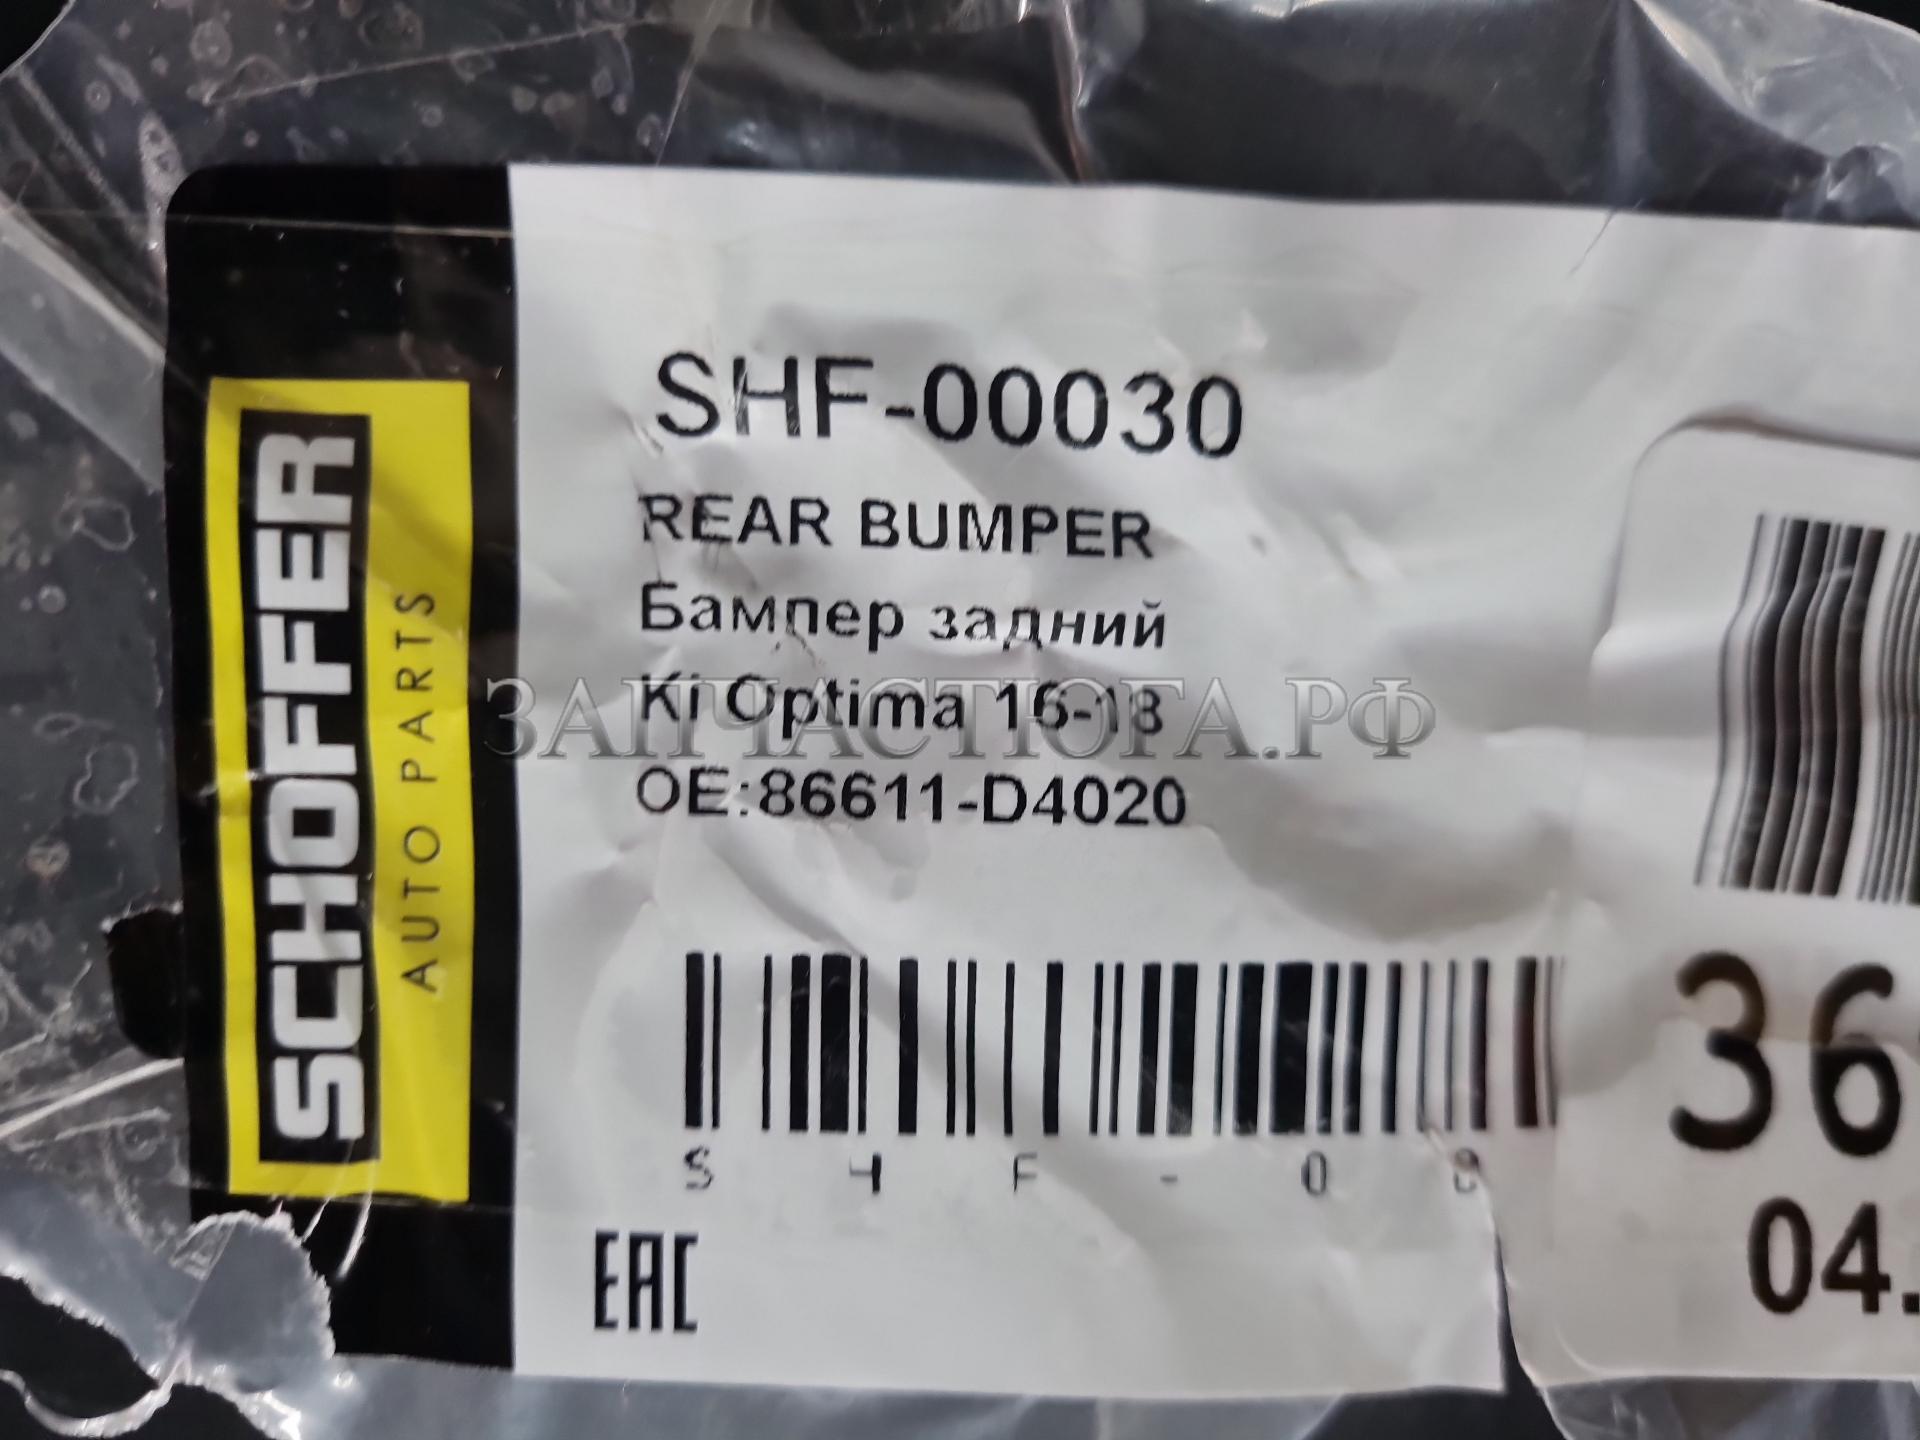 SCHOFFER
AUTO PARTS
SHF-00030
REAR BUMPER
Бампер задний
Ki Optima 16-18
OE:86611-D4020
ЗАПЧАСТЮГА.РФ
S H F - 0 0
EAC
36
04.